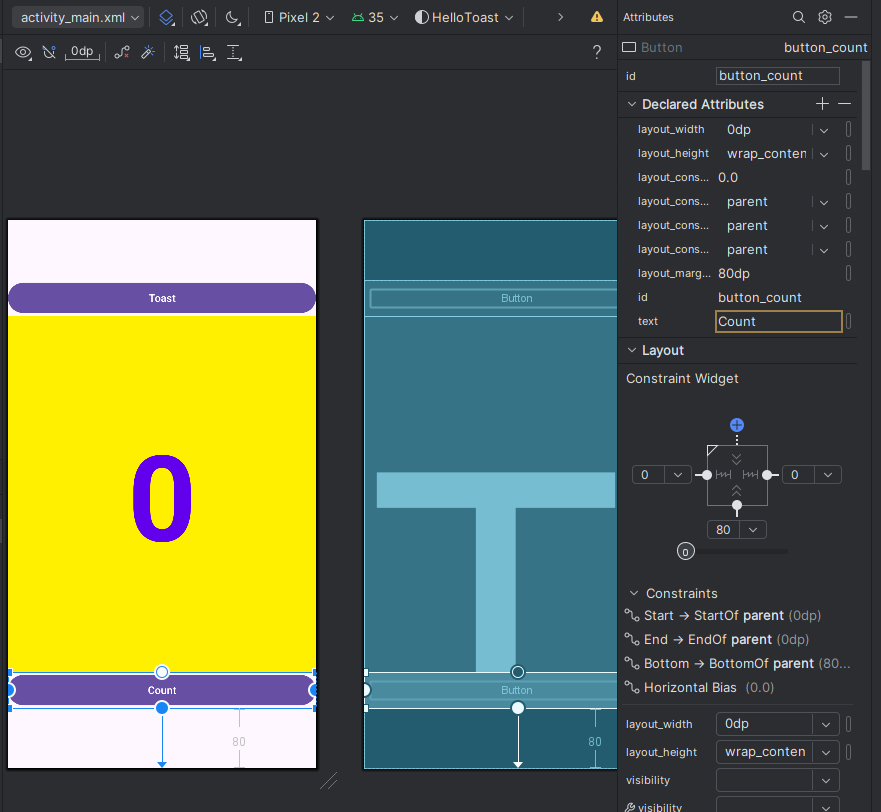 activity_main.xml Pixel 2 35 HelloToast Attributes
0dp ? Button button_count
id button_count
Declared Attributes
layout_width 0dp
layout_height wrap_conten
layout_cons... 0.0
layout_cons... parent
layout_cons... parent
layout_cons... parent
layout_marg... 80dp
id button_count
text Count
Layout
Constraint Widget
0 0
80
0
Constraints
Start → StartOf parent (0dp)
End → EndOf parent (0dp)
Bottom → BottomOf parent (80...
Horizontal Bias (0.0)
layout_width 0dp
layout_height wrap_conten
visibility
visibility
Toast
0
Count
80
Button
T
Button
80